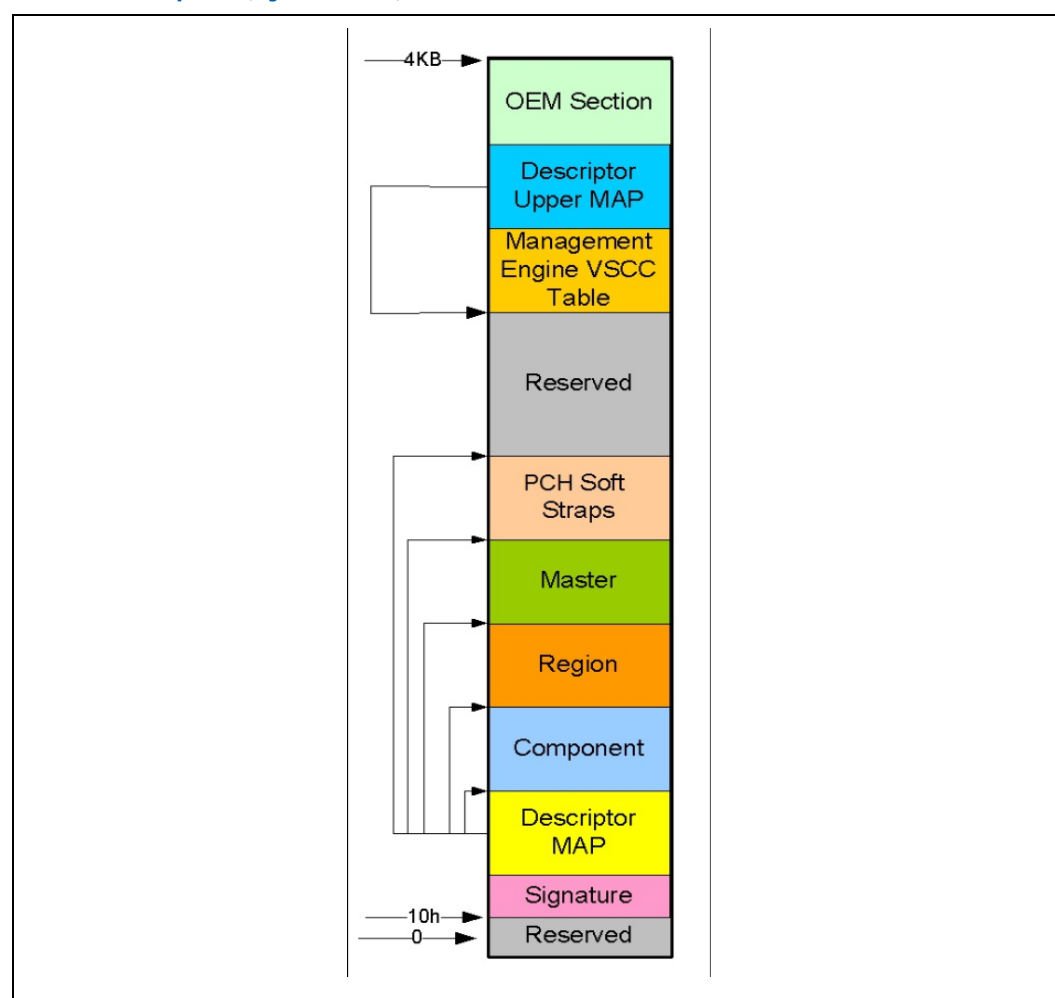 4KB
OEM Section
Descriptor
Upper MAP
Management
Engine VSCC
Table
Reserved
PCH Soft
Straps
Master
Region
Component
Descriptor
MAP
Signature
10h
0
Reserved